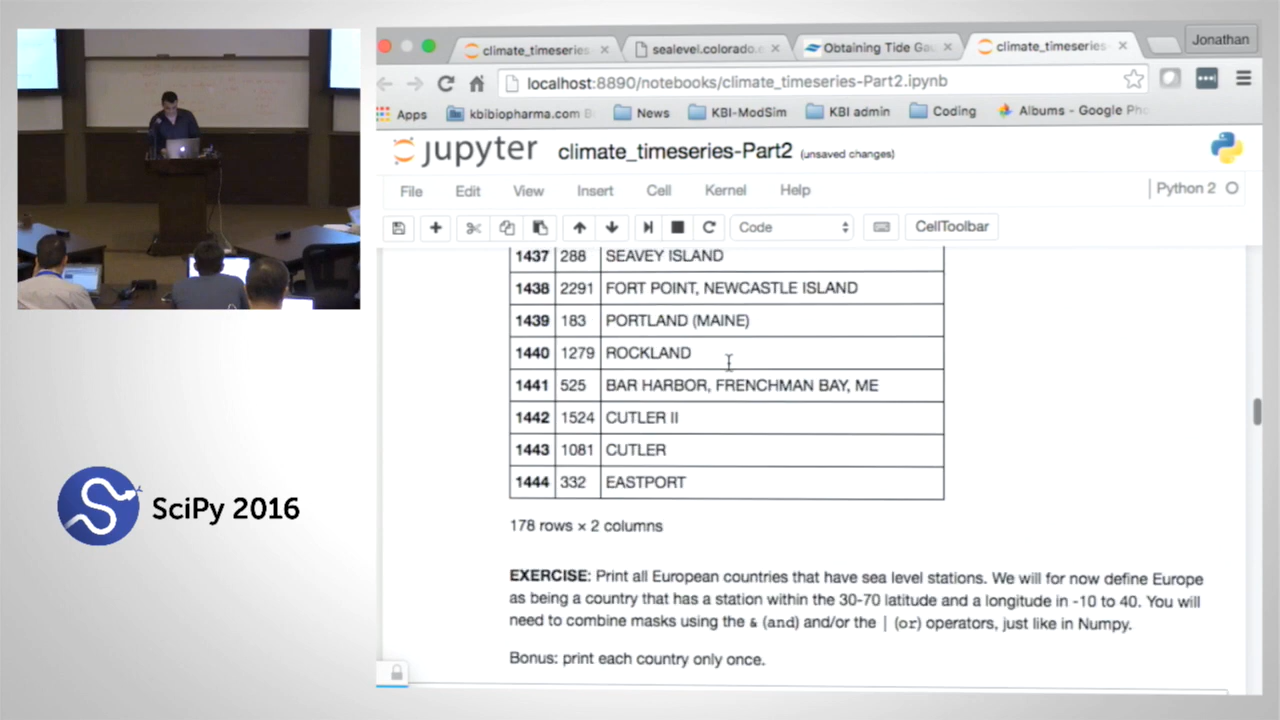 climate_timeseries
sealevel.colorado.e
Obtaining Tide Gau
climate_timeseries
Jonathan
localhost:8890/notebooks/climate_timeseries-Part2.ipynb
Apps
kbibiopharma.com
News
KBI-ModSim
KBI admin
Coding
Albums - Google Pho
jupyter
climate_timeseries-Part2 (unsaved changes)
File Edit View Insert Cell Kernel Help
Python 2
Code
CellToolbar
1437 288 SEAVEY ISLAND
1438 2291 FORT POINT, NEWCASTLE ISLAND
1439 183 PORTLAND (MAINE)
1440 1279 ROCKLAND
1441 525 BAR HARBOR, FRENCHMAN BAY, ME
1442 1524 CUTLER II
1443 1081 CUTLER
1444 332 EASTPORT
178 rows × 2 columns
EXERCISE: Print all European countries that have sea level stations. We will for now define Europe
as being a country that has a station within the 30-70 latitude and a longitude in -10 to 40. You will
need to combine masks using the & (and) and/or the | (or) operators, just like in Numpy.
Bonus: print each country only once.
SciPy 2016